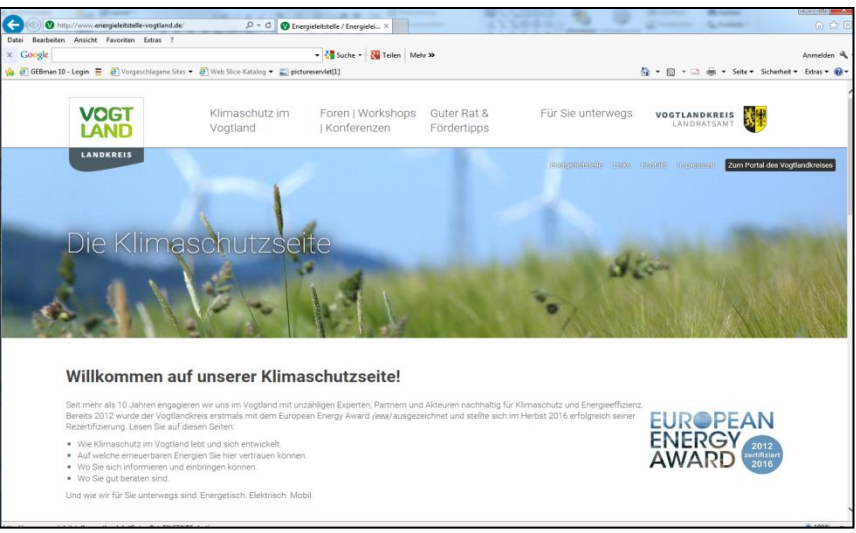 http://www.energieleitstelle-vogtland.de/
Energieleitstelle / Energielei...
Datei Bearbeiten Ansicht Favoriten Extras ?
x Google Suche Teilen Mehr » Anmelden
GEBman 10 - Login Vorgeschlagene Sites Web Slice-Katalog pictureservlet[1] Seite Sicherheit Extras
VOGT
LAND
LANDKREIS
Klimaschutz im
Vogtland
Foren | Workshops
| Konferenzen
Guter Rat &
Fördertipps
Für Sie unterwegs
VOGTLANDKREIS
LANDRATSAMT
Energieleitstelle Links Kontakt Impressum Zum Portal des Vogtlandkreises
Die Klimaschutzseite
Willkommen auf unserer Klimaschutzseite!
Seit mehr als 10 Jahren engagieren wir uns im Vogtland mit unzähligen Experten, Partnern und Akteuren nachhaltig für Klimaschutz und Energieeffizienz.
Bereits 2012 wurde der Vogtlandkreis erstmals mit dem European Energy Award (eea) ausgezeichnet und stellte sich im Herbst 2016 erfolgreich seiner
Rezertifizierung. Lesen Sie auf diesen Seiten:
• Wie Klimaschutz im Vogtland lebt und sich entwickelt.
• Auf welche erneuerbaren Energien Sie hier vertrauen können.
• Wo Sie sich informieren und einbringen können.
• Wo Sie gut beraten sind.
Und wie wir für Sie unterwegs sind: Energetisch. Elektrisch. Mobil.
EUROPEAN
ENERGY
AWARD
2012
zertifiziert
2016